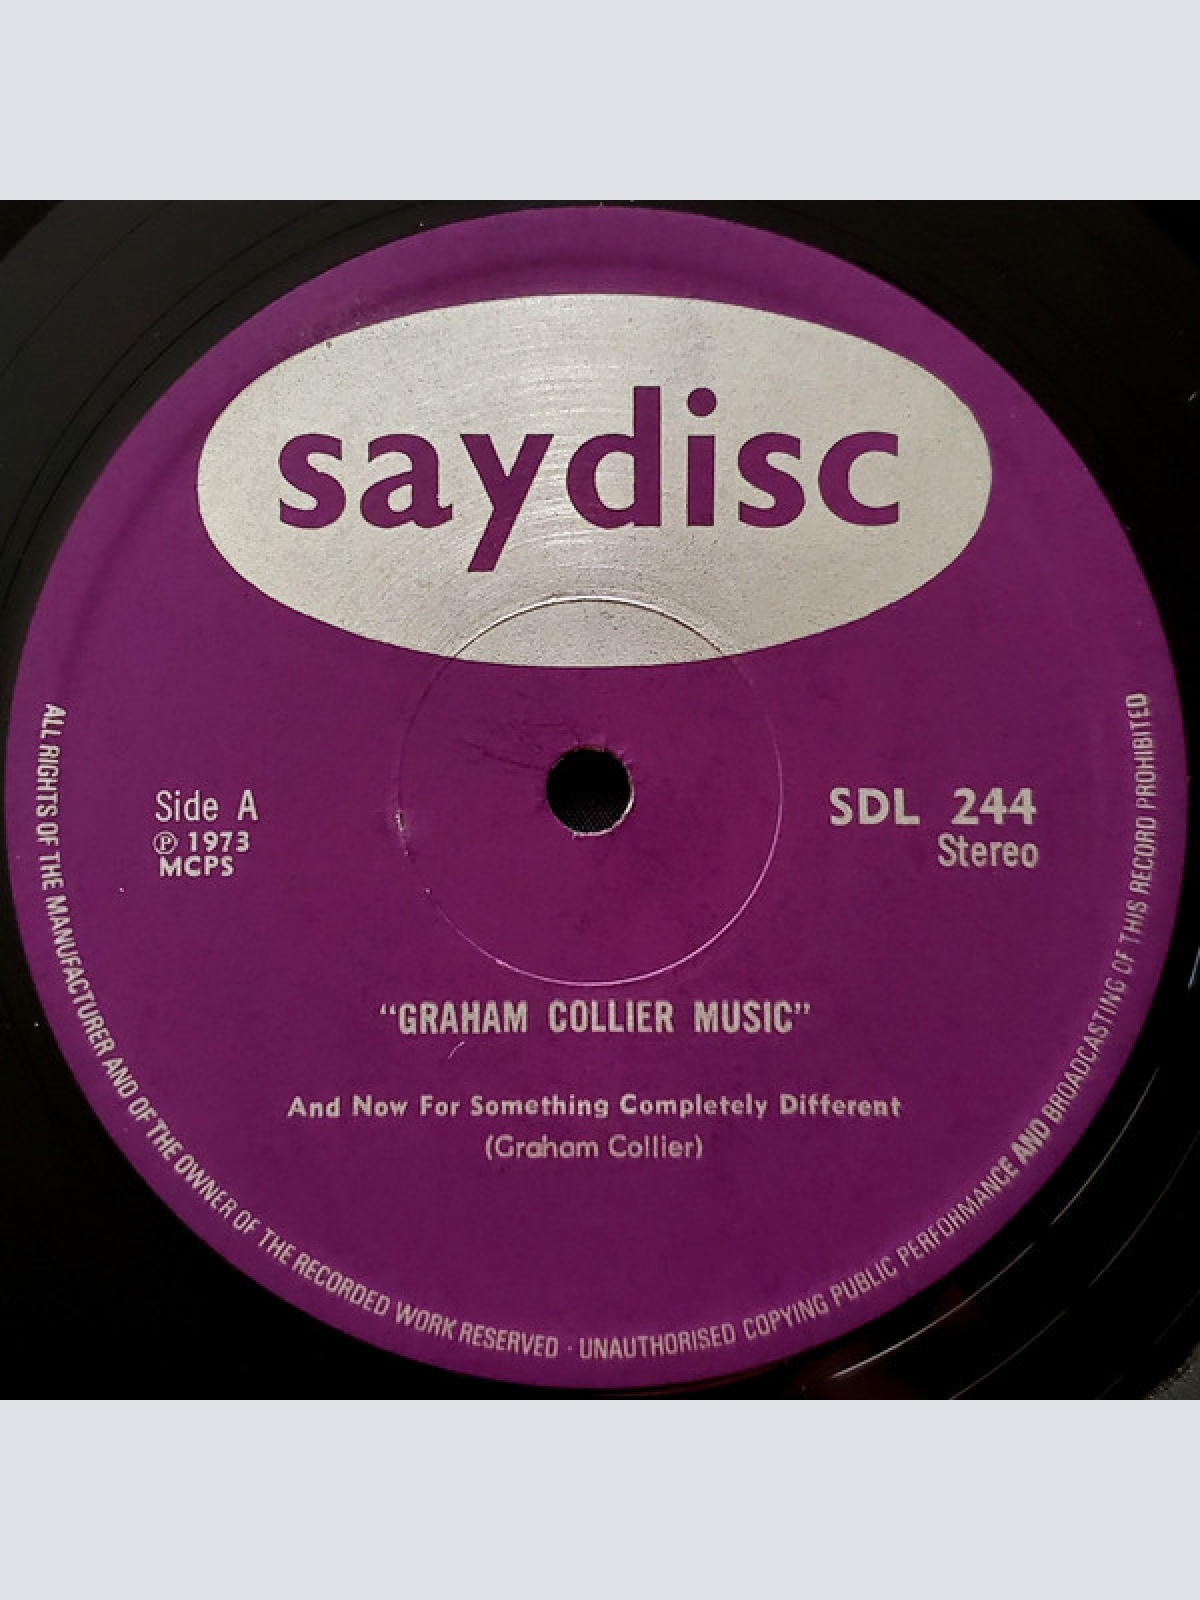 saydisc
Side A
℗ 1973
MCPS
SDL 244
Stereo
“GRAHAM COLLIER MUSIC”
And Now For Something Completely Different
(Graham Collier)
ALL RIGHTS OF THE MANUFACTURER AND OF THE OWNER OF THE RECORDED WORK RESERVED · UNAUTHORISED COPYING PUBLIC PERFORMANCE AND BROADCASTING OF THIS RECORD PROHIBITED